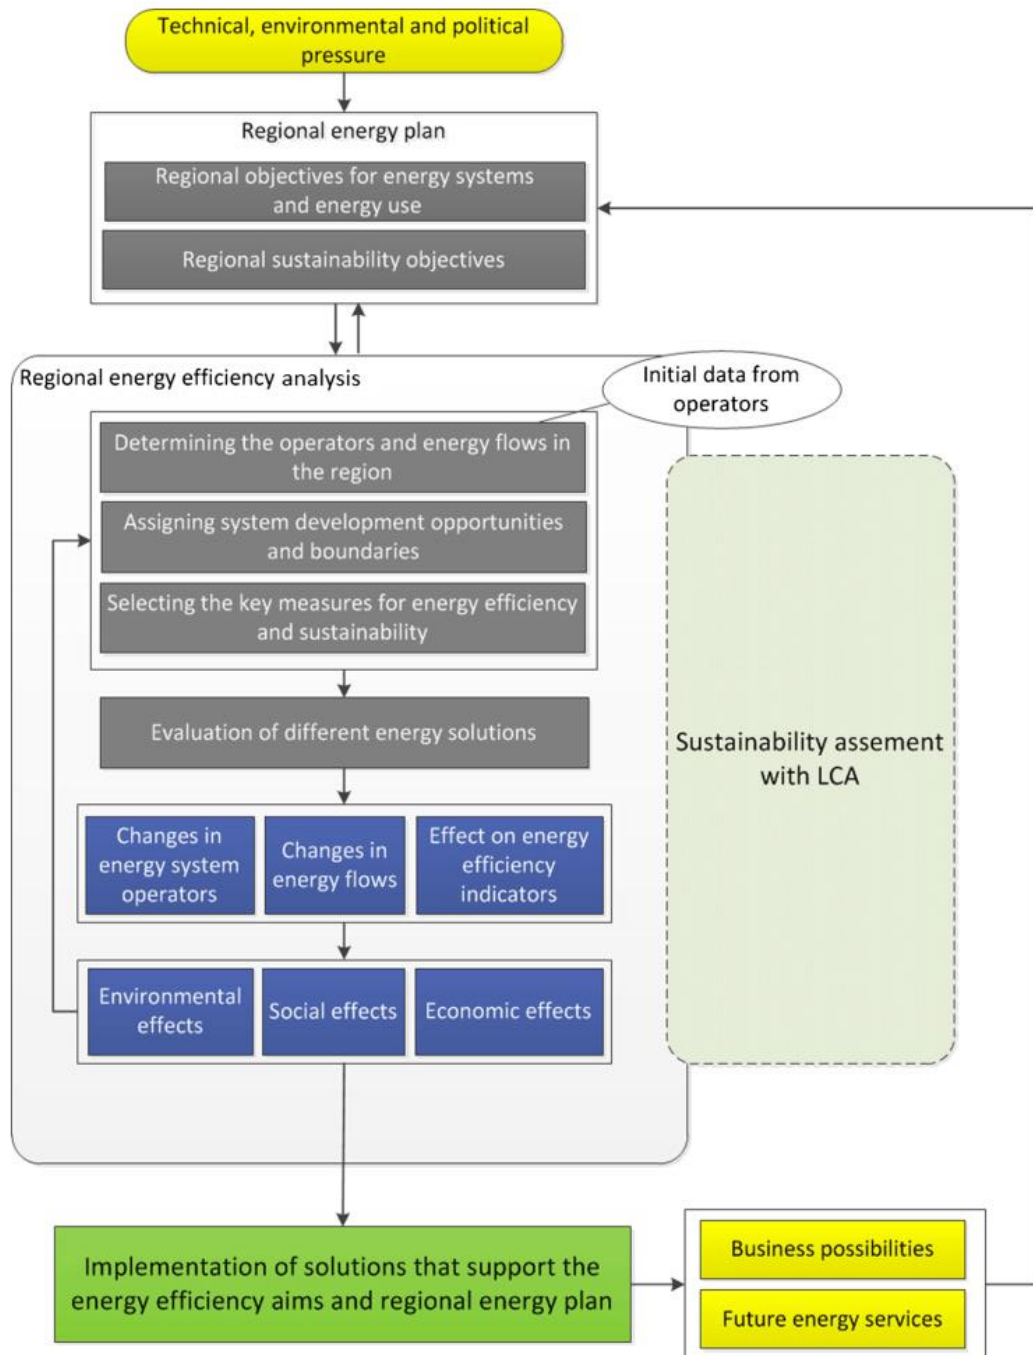 Technical, environmental and political
pressure
Regional energy plan
Regional objectives for energy systems
and energy use
Regional sustainability objectives
Regional energy efficiency analysis
Initial data from
operators
Determining the operators and energy flows in
the region
Assigning system development opportunities
and boundaries
Selecting the key measures for energy efficiency
and sustainability
Evaluation of different energy solutions
Sustainability assement
with LCA
Changes in
energy system
operators
Changes in
energy flows
Effect on energy
efficiency
indicators
Environmental
effects
Social effects
Economic effects
Implementation of solutions that support the
energy efficiency aims and regional energy plan
Business possibilities
Future energy services